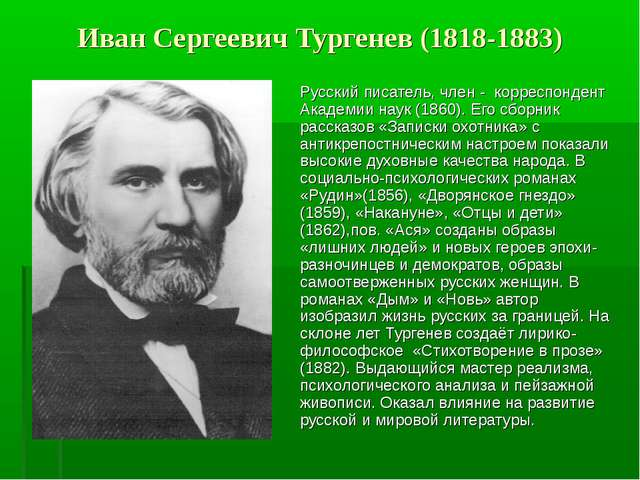 Иван Сергеевич Тургенев (1818-1883)
Русский писатель, член -  корреспондент
Академии наук (1860). Его сборник
рассказов «Записки охотника» с
антикрепостническим настроем показали
высокие духовные качества народа. В
социально-психологических романах
«Рудин»(1856), «Дворянское гнездо»
(1859), «Накануне», «Отцы и дети»
(1862),пов. «Ася» созданы образы
«лишних людей» и новых героев эпохи-
разночинцев и демократов, образы
самоотверженных русских женщин. В
романах «Дым» и «Новь» автор
изобразил жизнь русских за границей. На
склоне лет Тургенев создаёт лирико-
философское  «Стихотворение в прозе»
(1882). Выдающийся мастер реализма,
психологического анализа и пейзажной
живописи. Оказал влияние на развитие
русской и мировой литературы.